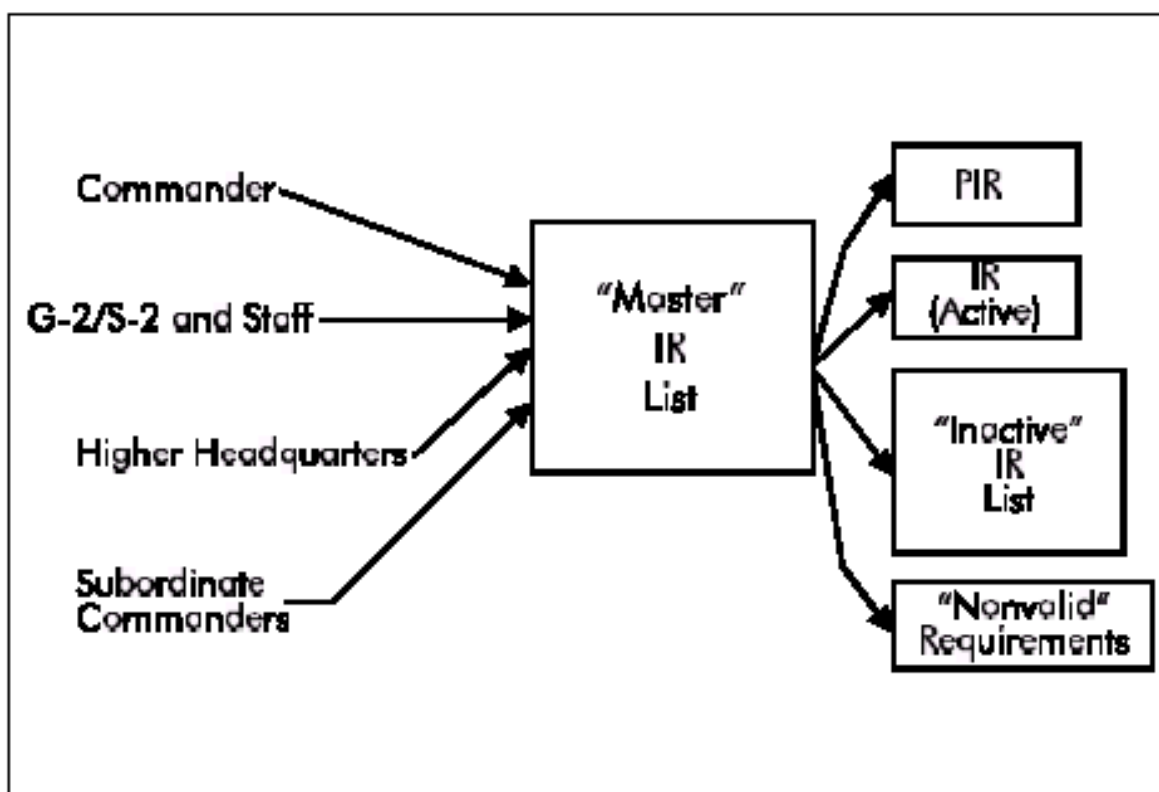 Commander
G-2/S-2 and Staff
Higher Headquarters
Subordinate
Commanders
"Master"
IR
List
PIR
IR
(Active)
"Inactive"
IR
List
"Nonvalid"
Requirements